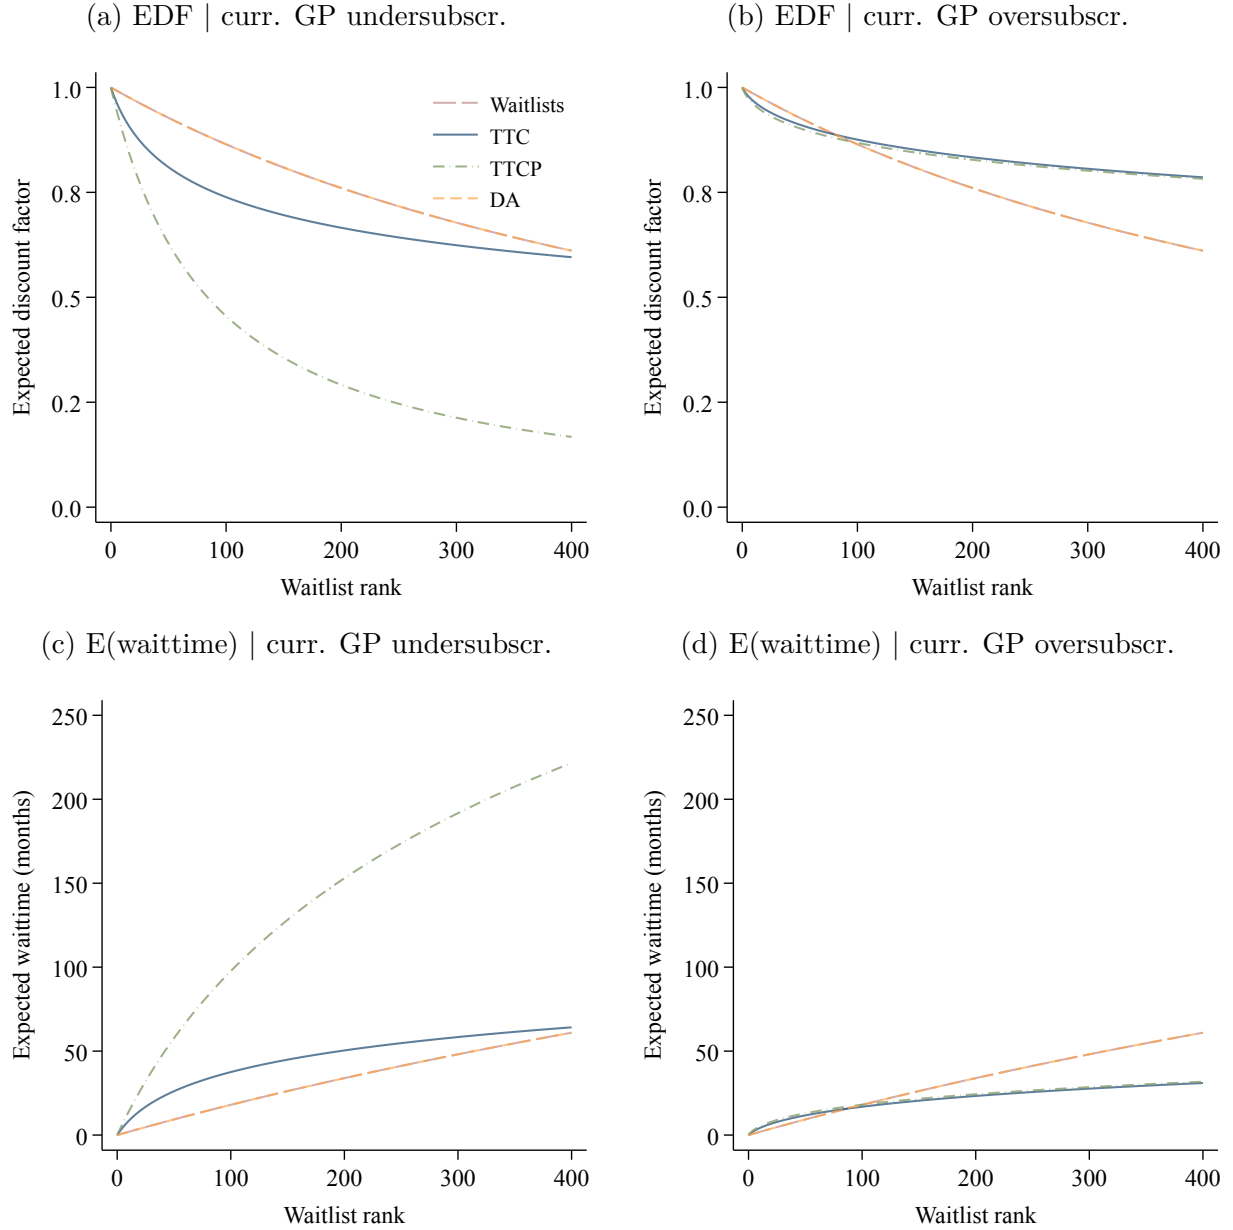 (a) EDF | curr. GP undersubscr.
1.0
0.8
0.5
0.2
0.0
Expected discount factor
0 100 200 300 400
Waitlist rank
Waitlists
TTC
TTCP
DA
(b) EDF | curr. GP oversubscr.
1.0
0.8
0.5
0.2
0.0
Expected discount factor
0 100 200 300 400
Waitlist rank
(c) E(waittime) | curr. GP undersubscr.
250
200
150
100
50
0
Expected waittime (months)
0 100 200 300 400
Waitlist rank
(d) E(waittime) | curr. GP oversubscr.
250
200
150
100
50
0
Expected waittime (months)
0 100 200 300 400
Waitlist rank